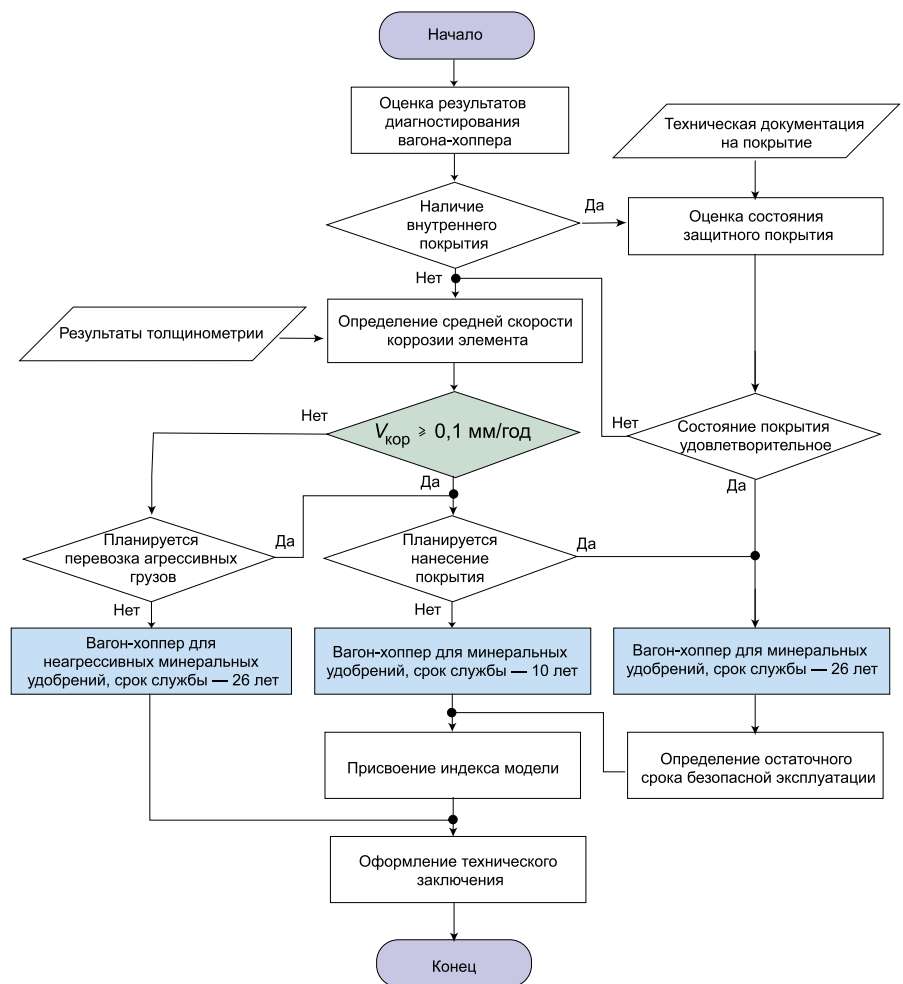 Начало
Оценка результатов
диагностирования
вагона-хоппера
Техническая документация
на покрытие
Наличие
внутреннего
покрытия
Да
Оценка состояния
защитного покрытия
Нет
Результаты толщинометрии
Определение средней скорости
коррозии элемента
Нет
Vкор ⩾ 0,1 мм/год
Нет
Состояние покрытия
удовлетворительное
Да
Да
Планируется
перевозка агрессивных
грузов
Да
Планируется
нанесение
покрытия
Да
Нет
Нет
Вагон-хоппер для
неагрессивных минеральных
удобрений, срок службы — 26 лет
Вагон-хоппер для минеральных
удобрений, срок службы — 10 лет
Вагон-хоппер для минеральных
удобрений, срок службы — 26 лет
Присвоение индекса модели
Определение остаточного
срока безопасной эксплуатации
Оформление технического
заключения
Конец